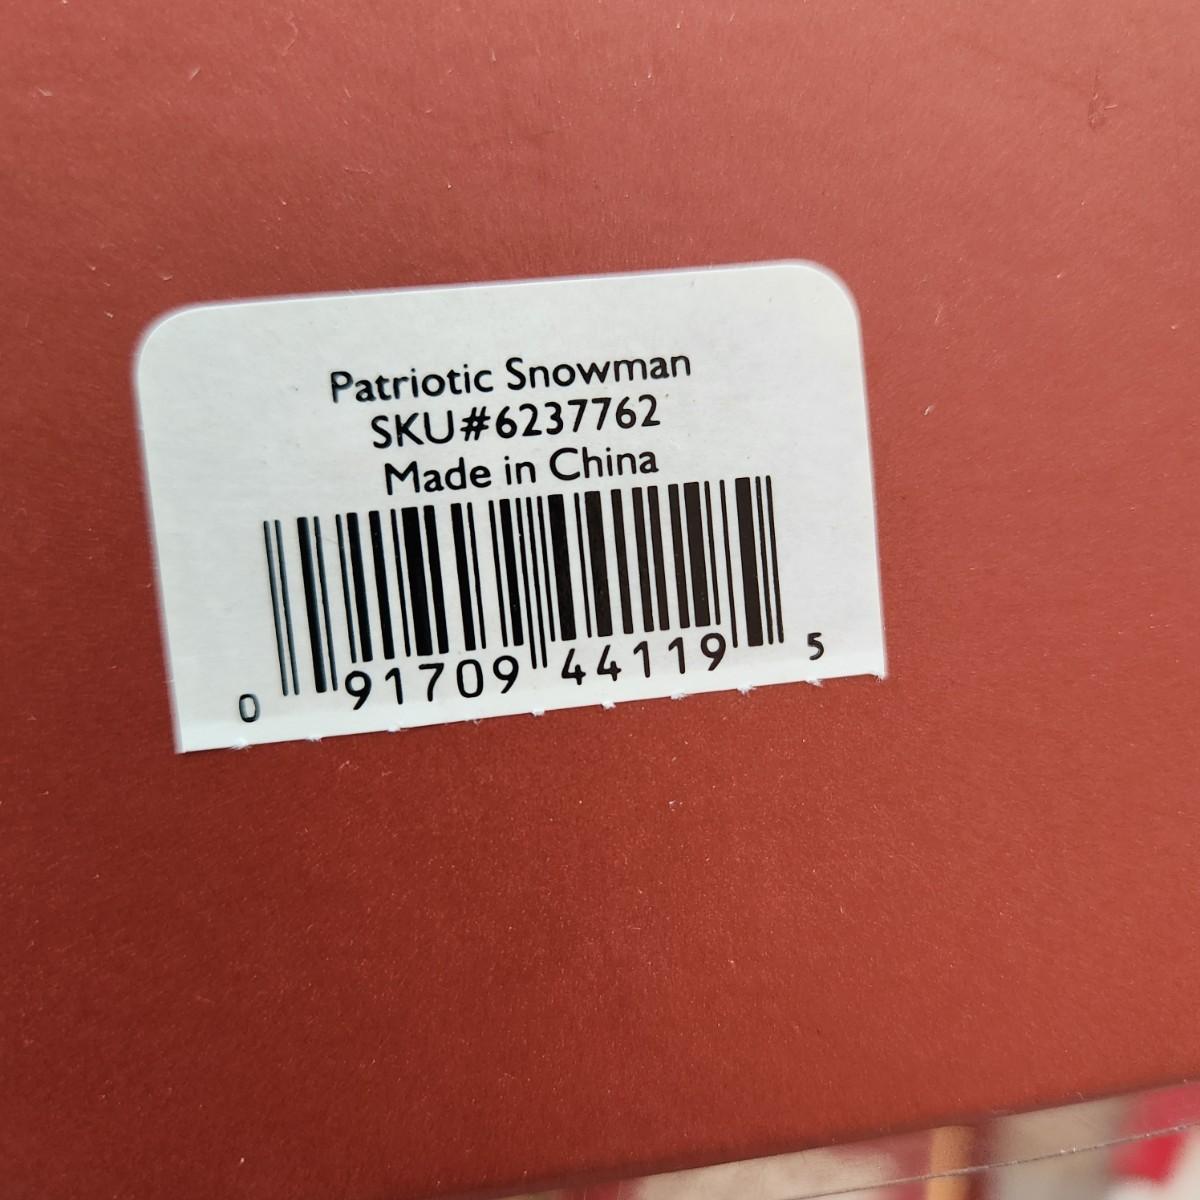 Patriotic Snowman
SKU#6237762
Made in China
0 91709 44119 5